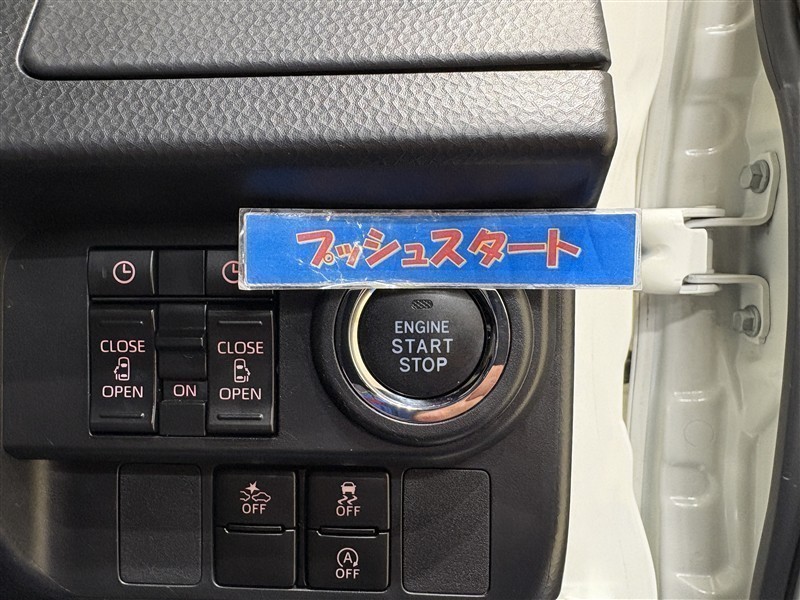 プッシュスタート
ENGINE
START
STOP
CLOSE
OPEN
ON
CLOSE
OPEN
OFF
OFF
A
OFF